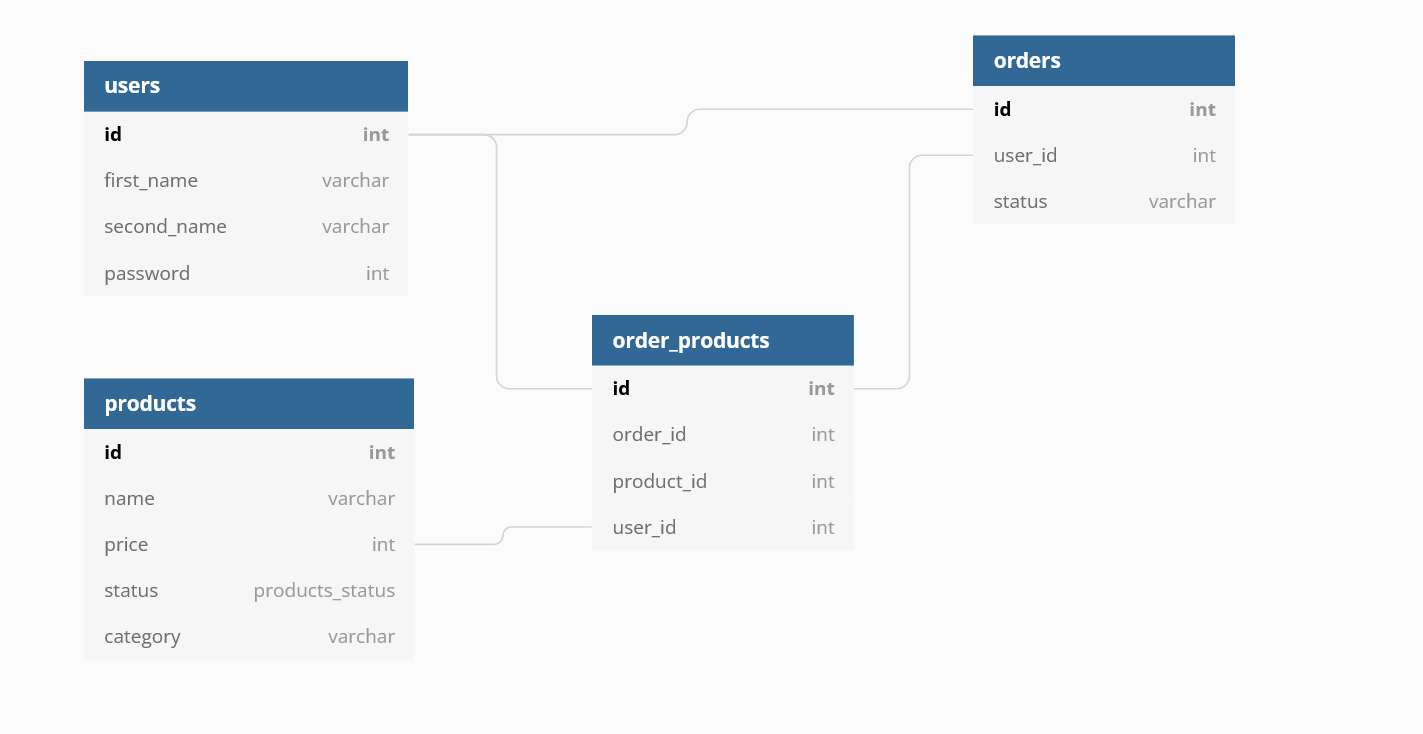 users
id int
first_name varchar
second_name varchar
password int
orders
id int
user_id int
status varchar
order_products
id int
order_id int
product_id int
user_id int
products
id int
name varchar
price int
status products_status
category varchar